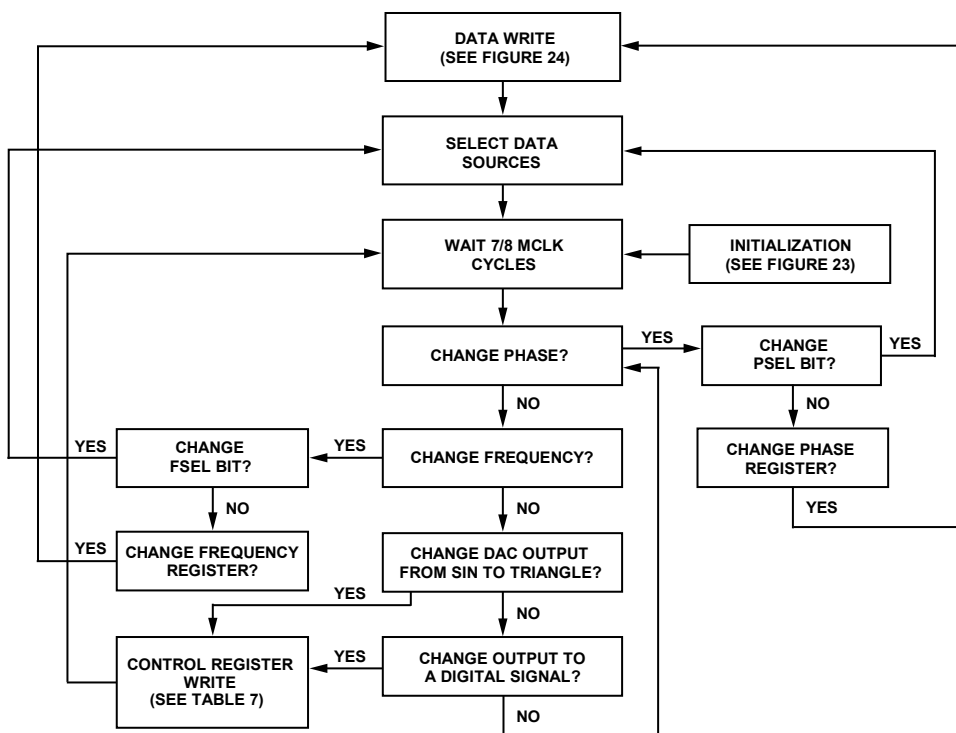 DATA WRITE
(SEE FIGURE 24)
SELECT DATA
SOURCES
WAIT 7/8 MCLK
CYCLES
INITIALIZATION
(SEE FIGURE 23)
CHANGE PHASE?
YES
CHANGE
PSEL BIT?
YES
NO
NO
YES
CHANGE
FSEL BIT?
YES
CHANGE FREQUENCY?
CHANGE PHASE
REGISTER?
NO
NO
YES
YES
CHANGE FREQUENCY
REGISTER?
CHANGE DAC OUTPUT
FROM SIN TO TRIANGLE?
YES
NO
CONTROL REGISTER
WRITE
(SEE TABLE 7)
YES
CHANGE OUTPUT TO
A DIGITAL SIGNAL?
NO